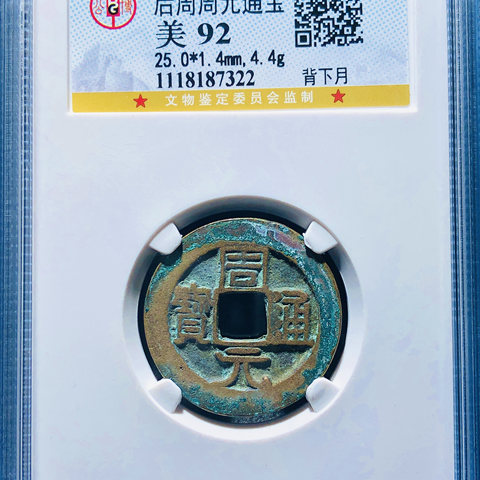 后周周元通宝
美 92
25.0*1.4mm,4.4g
1118187322
背下月
★ 文物鉴定委员会监制 ★
周元通寶